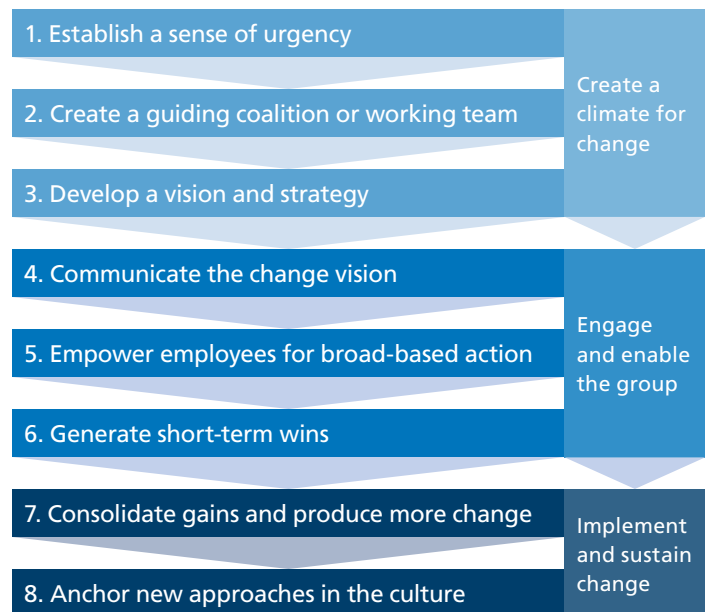 1. Establish a sense of urgency
2. Create a guiding coalition or working team
3. Develop a vision and strategy
Create a
climate for
change
4. Communicate the change vision
5. Empower employees for broad-based action
6. Generate short-term wins
Engage
and enable
the group
7. Consolidate gains and produce more change
8. Anchor new approaches in the culture
Implement
and sustain
change